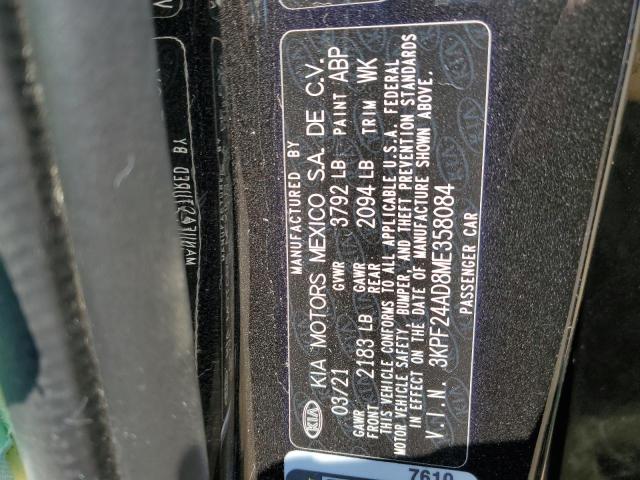 MANUFACTURED BY
KIA KIA MOTORS MEXICO S.A. DE C.V.
03/21 GVWR 3792 LB PAINT ABP
GAWR FRONT 2183 LB GAWR REAR 2094 LB TRIM WK
THIS VEHICLE CONFORMS TO ALL APPLICABLE U.S.A. FEDERAL
MOTOR VEHICLE SAFETY, BUMPER, AND THEFT PREVENTION STANDARDS
IN EFFECT ON THE DATE OF MANUFACTURE SHOWN ABOVE.
V.I.N. 3KPF24AD8ME358084
PASSENGER CAR
7610